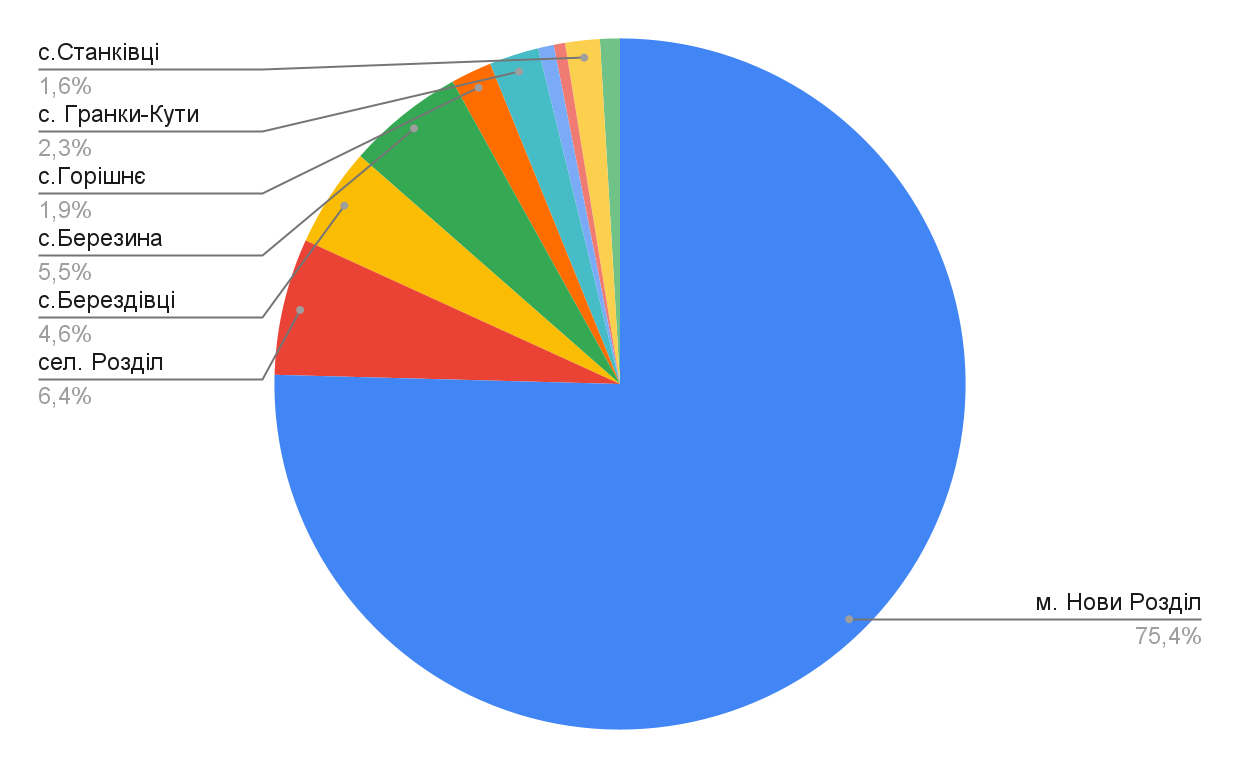 с.Станківці
1,6%
с. Гранки-Кути
2,3%
с.Горішнє
1,9%
с.Березина
5,5%
с.Берездівці
4,6%
сел. Розділ
6,4%
м. Нови Розділ
75,4%